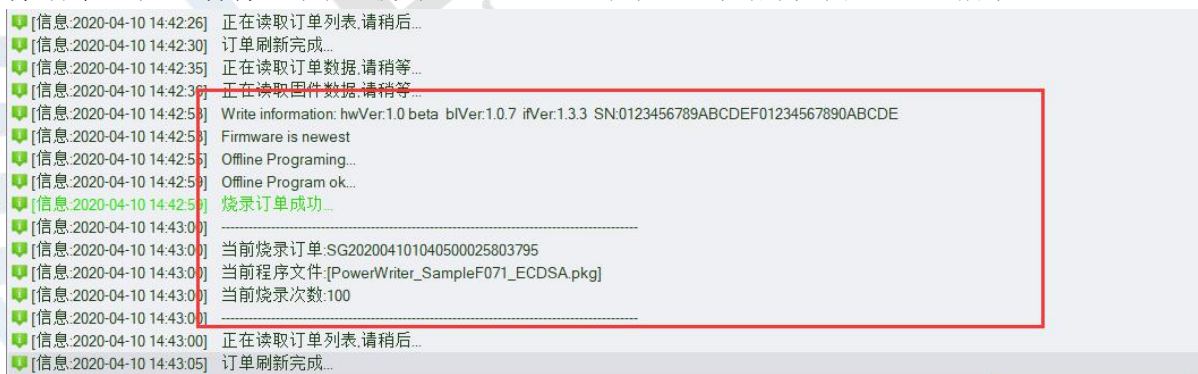 [信息:2020-04-10 14:42:26] 正在读取订单列表,请稍后...
[信息:2020-04-10 14:42:30] 订单刷新完成...
[信息:2020-04-10 14:42:35] 正在读取订单数据,请稍等...
[信息:2020-04-10 14:42:36] 正在读取固件数据,请稍等...
[信息:2020-04-10 14:42:53] Write information: hwVer:1.0 beta blVer:1.0.7 ifVer:1.3.3 SN:0123456789ABCDEF01234567890ABCDE
[信息:2020-04-10 14:42:53] Firmware is newest
[信息:2020-04-10 14:42:55] Offline Programing...
[信息:2020-04-10 14:42:59] Offline Program ok...
[信息:2020-04-10 14:42:59] 烧录订单成功...
[信息:2020-04-10 14:43:00] ----------------------------------------------------------------------------------------------------
[信息:2020-04-10 14:43:00] 当前烧录订单:SG202004101040500025803795
[信息:2020-04-10 14:43:00] 当前程序文件:[PowerWriter_SampleF071_ECDSA.pkg]
[信息:2020-04-10 14:43:00] 当前烧录次数:100
[信息:2020-04-10 14:43:00] ----------------------------------------------------------------------------------------------------
[信息:2020-04-10 14:43:00] 正在读取订单列表,请稍后...
[信息:2020-04-10 14:43:05] 订单刷新完成...